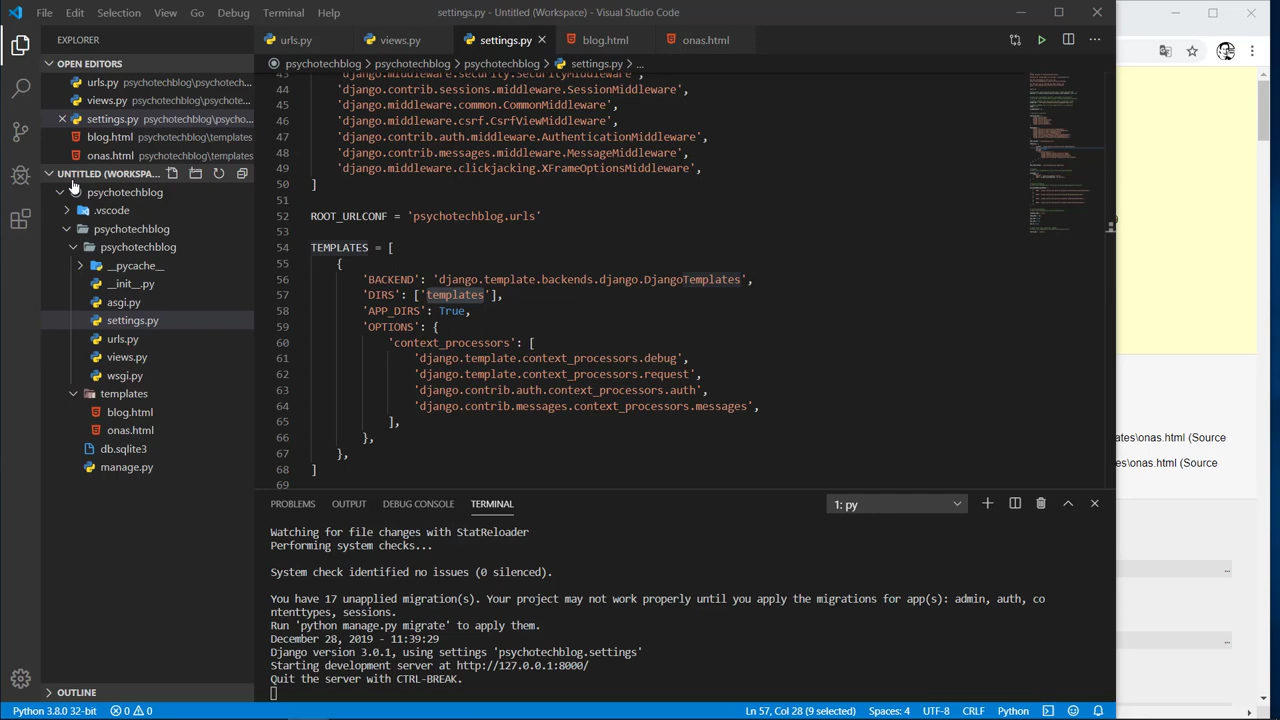 File Edit Selection View Go Debug Terminal Help settings.py - Untitled (Workspace) - Visual Studio Code
EXPLORER
OPEN EDITORS
urls.py psychotechblog\psychotech...
views.py psychotechblog\psychote...
settings.py psychotechblog\psycho...
blog.html psychotechblog\templates
onas.html psychotechblog\templates
psychotechblog
.vscode
psychotechblog
__pycache__
__init__.py
asgi.py
settings.py
urls.py
views.py
wsgi.py
templates
blog.html
onas.html
db.sqlite3
manage.py
OUTLINE
urls.py views.py settings.py blog.html onas.html
psychotechblog > psychotechblog > psychotechblog > settings.py > ...
43 'django.middleware.security.SecurityMiddleware',
44 'django.contrib.sessions.middleware.SessionMiddleware',
45 'django.middleware.common.CommonMiddleware',
46 'django.middleware.csrf.CsrfViewMiddleware',
47 'django.contrib.auth.middleware.AuthenticationMiddleware',
48 'django.contrib.messages.middleware.MessageMiddleware',
49 'django.middleware.clickjacking.XFrameOptionsMiddleware',
50 ]
51
52 ROOT_URLCONF = 'psychotechblog.urls'
53
54 TEMPLATES = [
55 {
56 'BACKEND': 'django.template.backends.django.DjangoTemplates',
57 'DIRS': ['templates'],
58 'APP_DIRS': True,
59 'OPTIONS': {
60 'context_processors': [
61 'django.template.context_processors.debug',
62 'django.template.context_processors.request',
63 'django.contrib.auth.context_processors.auth',
64 'django.contrib.messages.context_processors.messages',
65 ],
66 },
67 },
68 ]
69
PROBLEMS OUTPUT DEBUG CONSOLE TERMINAL 1: py
Watching for file changes with StatReloader
Performing system checks...
System check identified no issues (0 silenced).
You have 17 unapplied migration(s). Your project may not work properly until you apply the migrations for app(s): admin, auth, co
ntenttypes, sessions.
Run 'python manage.py migrate' to apply them.
December 28, 2019 - 11:39:29
Django version 3.0.1, using settings 'psychotechblog.settings'
Starting development server at http://127.0.0.1:8000/
Quit the server with CTRL-BREAK.
ates\onas.html (Source
ates\onas.html (Source
...
...
Python 3.8.0 32-bit 0 0 Ln 57, Col 28 (9 selected) Spaces: 4 UTF-8 CRLF Python